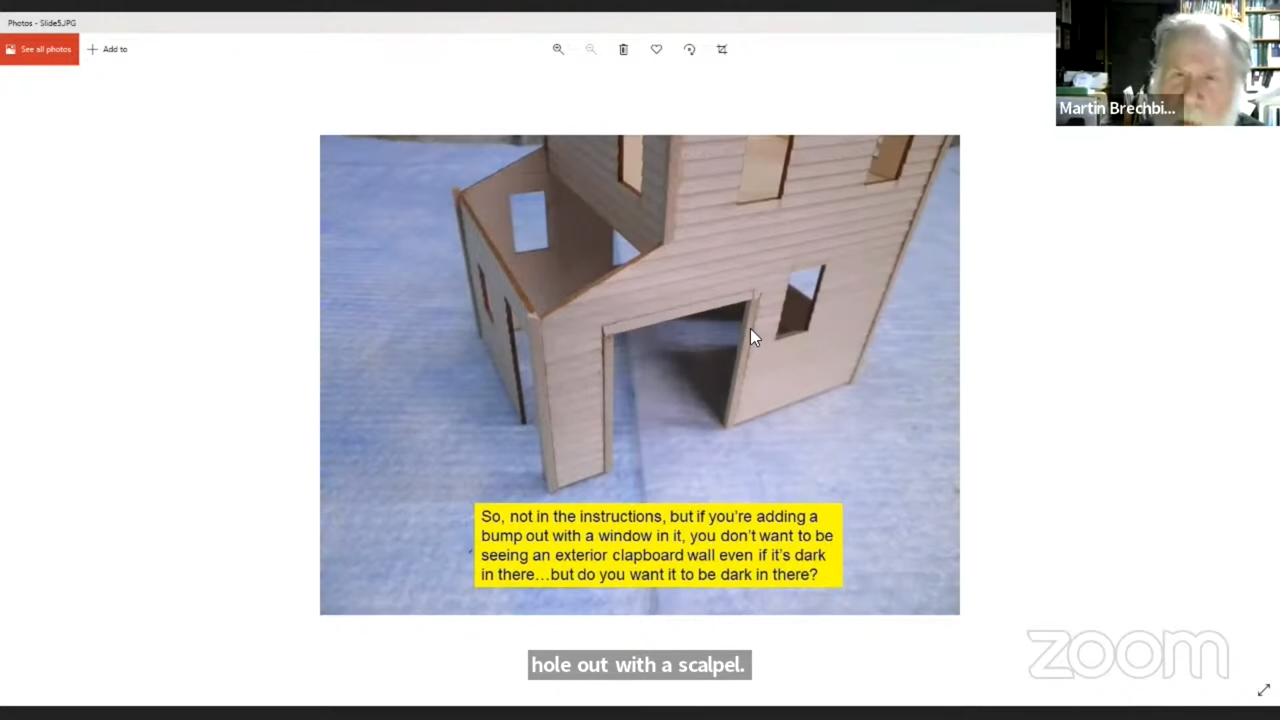 Photos - Slide5.JPG
See all photos
Add to
Martin Brechbi...
So, not in the instructions, but if you're adding a
bump out with a window in it, you don't want to be
seeing an exterior clapboard wall even if it's dark
in there...but do you want it to be dark in there?
hole out with a scalpel.
zoom